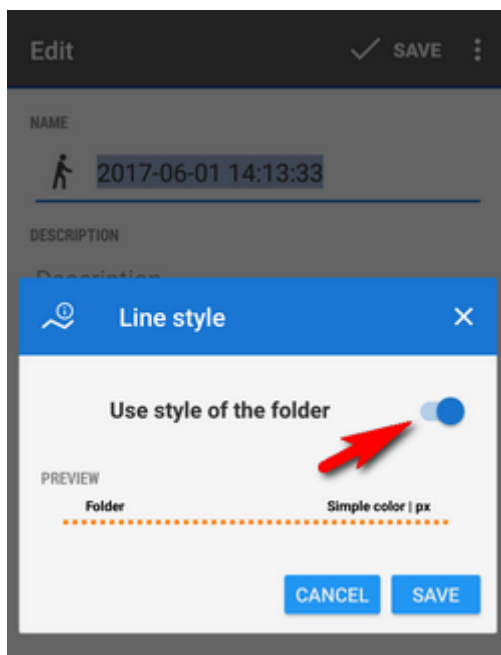 Edit
SAVE
NAME
2017-06-01 14:13:33
DESCRIPTION
Description
Line style
Use style of the folder
PREVIEW
Folder Simple color | px
CANCEL SAVE